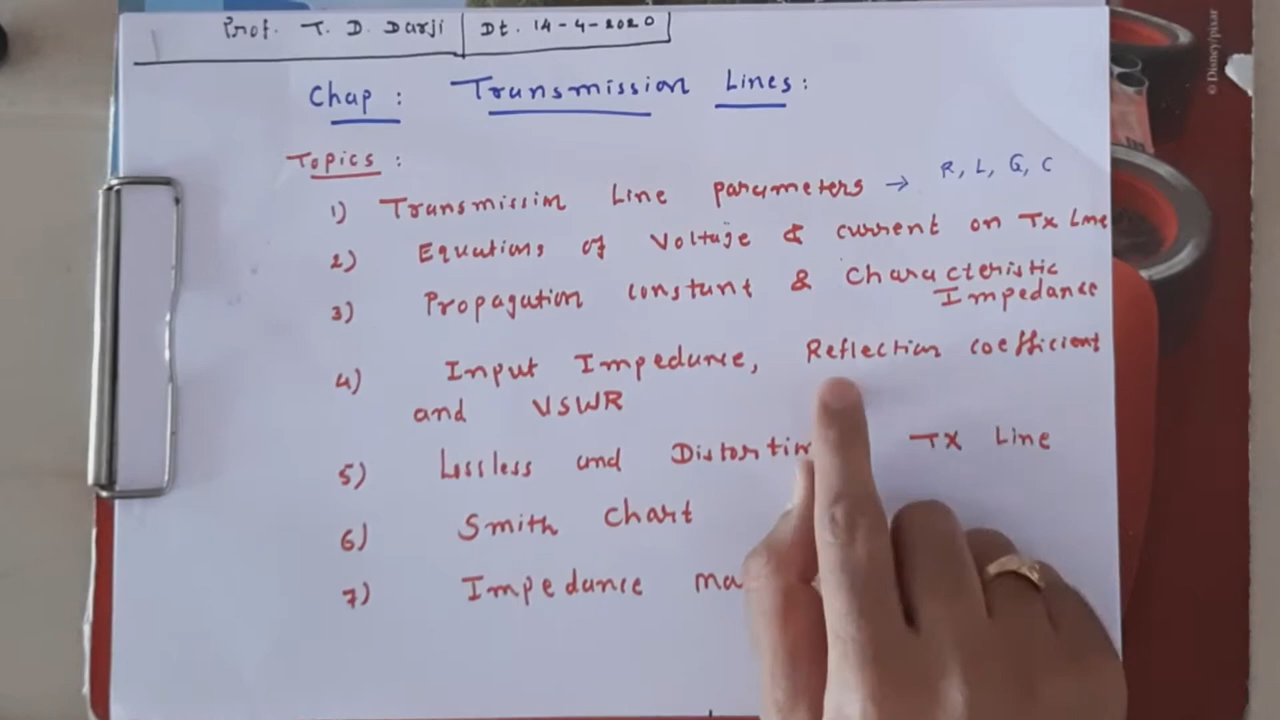 Prof. T. D. Darji | Dt. 14-4-2020
Chap : Transmission Lines :
Topics :
1) Transmission Line parameters → R, L, G, C
2) Equations of Voltage & current on Tx Line
3) Propagation constant & Characteristic
Impedance
4) Input Impedance, Reflection coefficient
and VSWR
5) Lossless and TX Line
6) Smith Chart
7) Impedance
© Disney/pixar